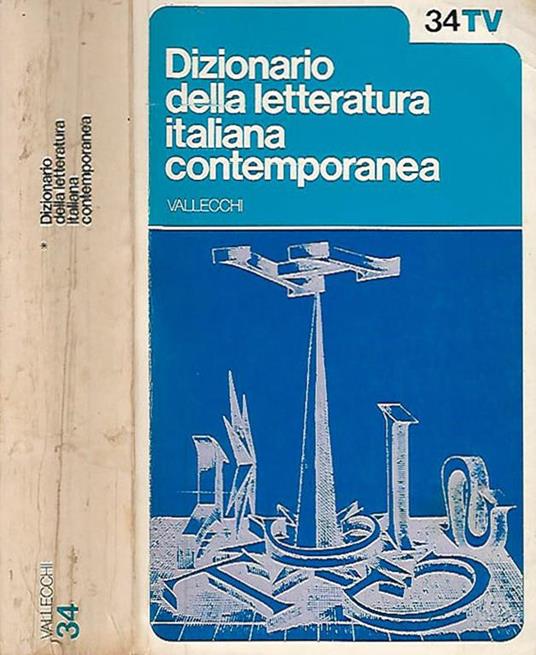 * Dizionario
della letteratura
italiana
contemporanea
VALLECCHI
34
34TV
Dizionario
della letteratura
italiana
contemporanea
VALLECCHI